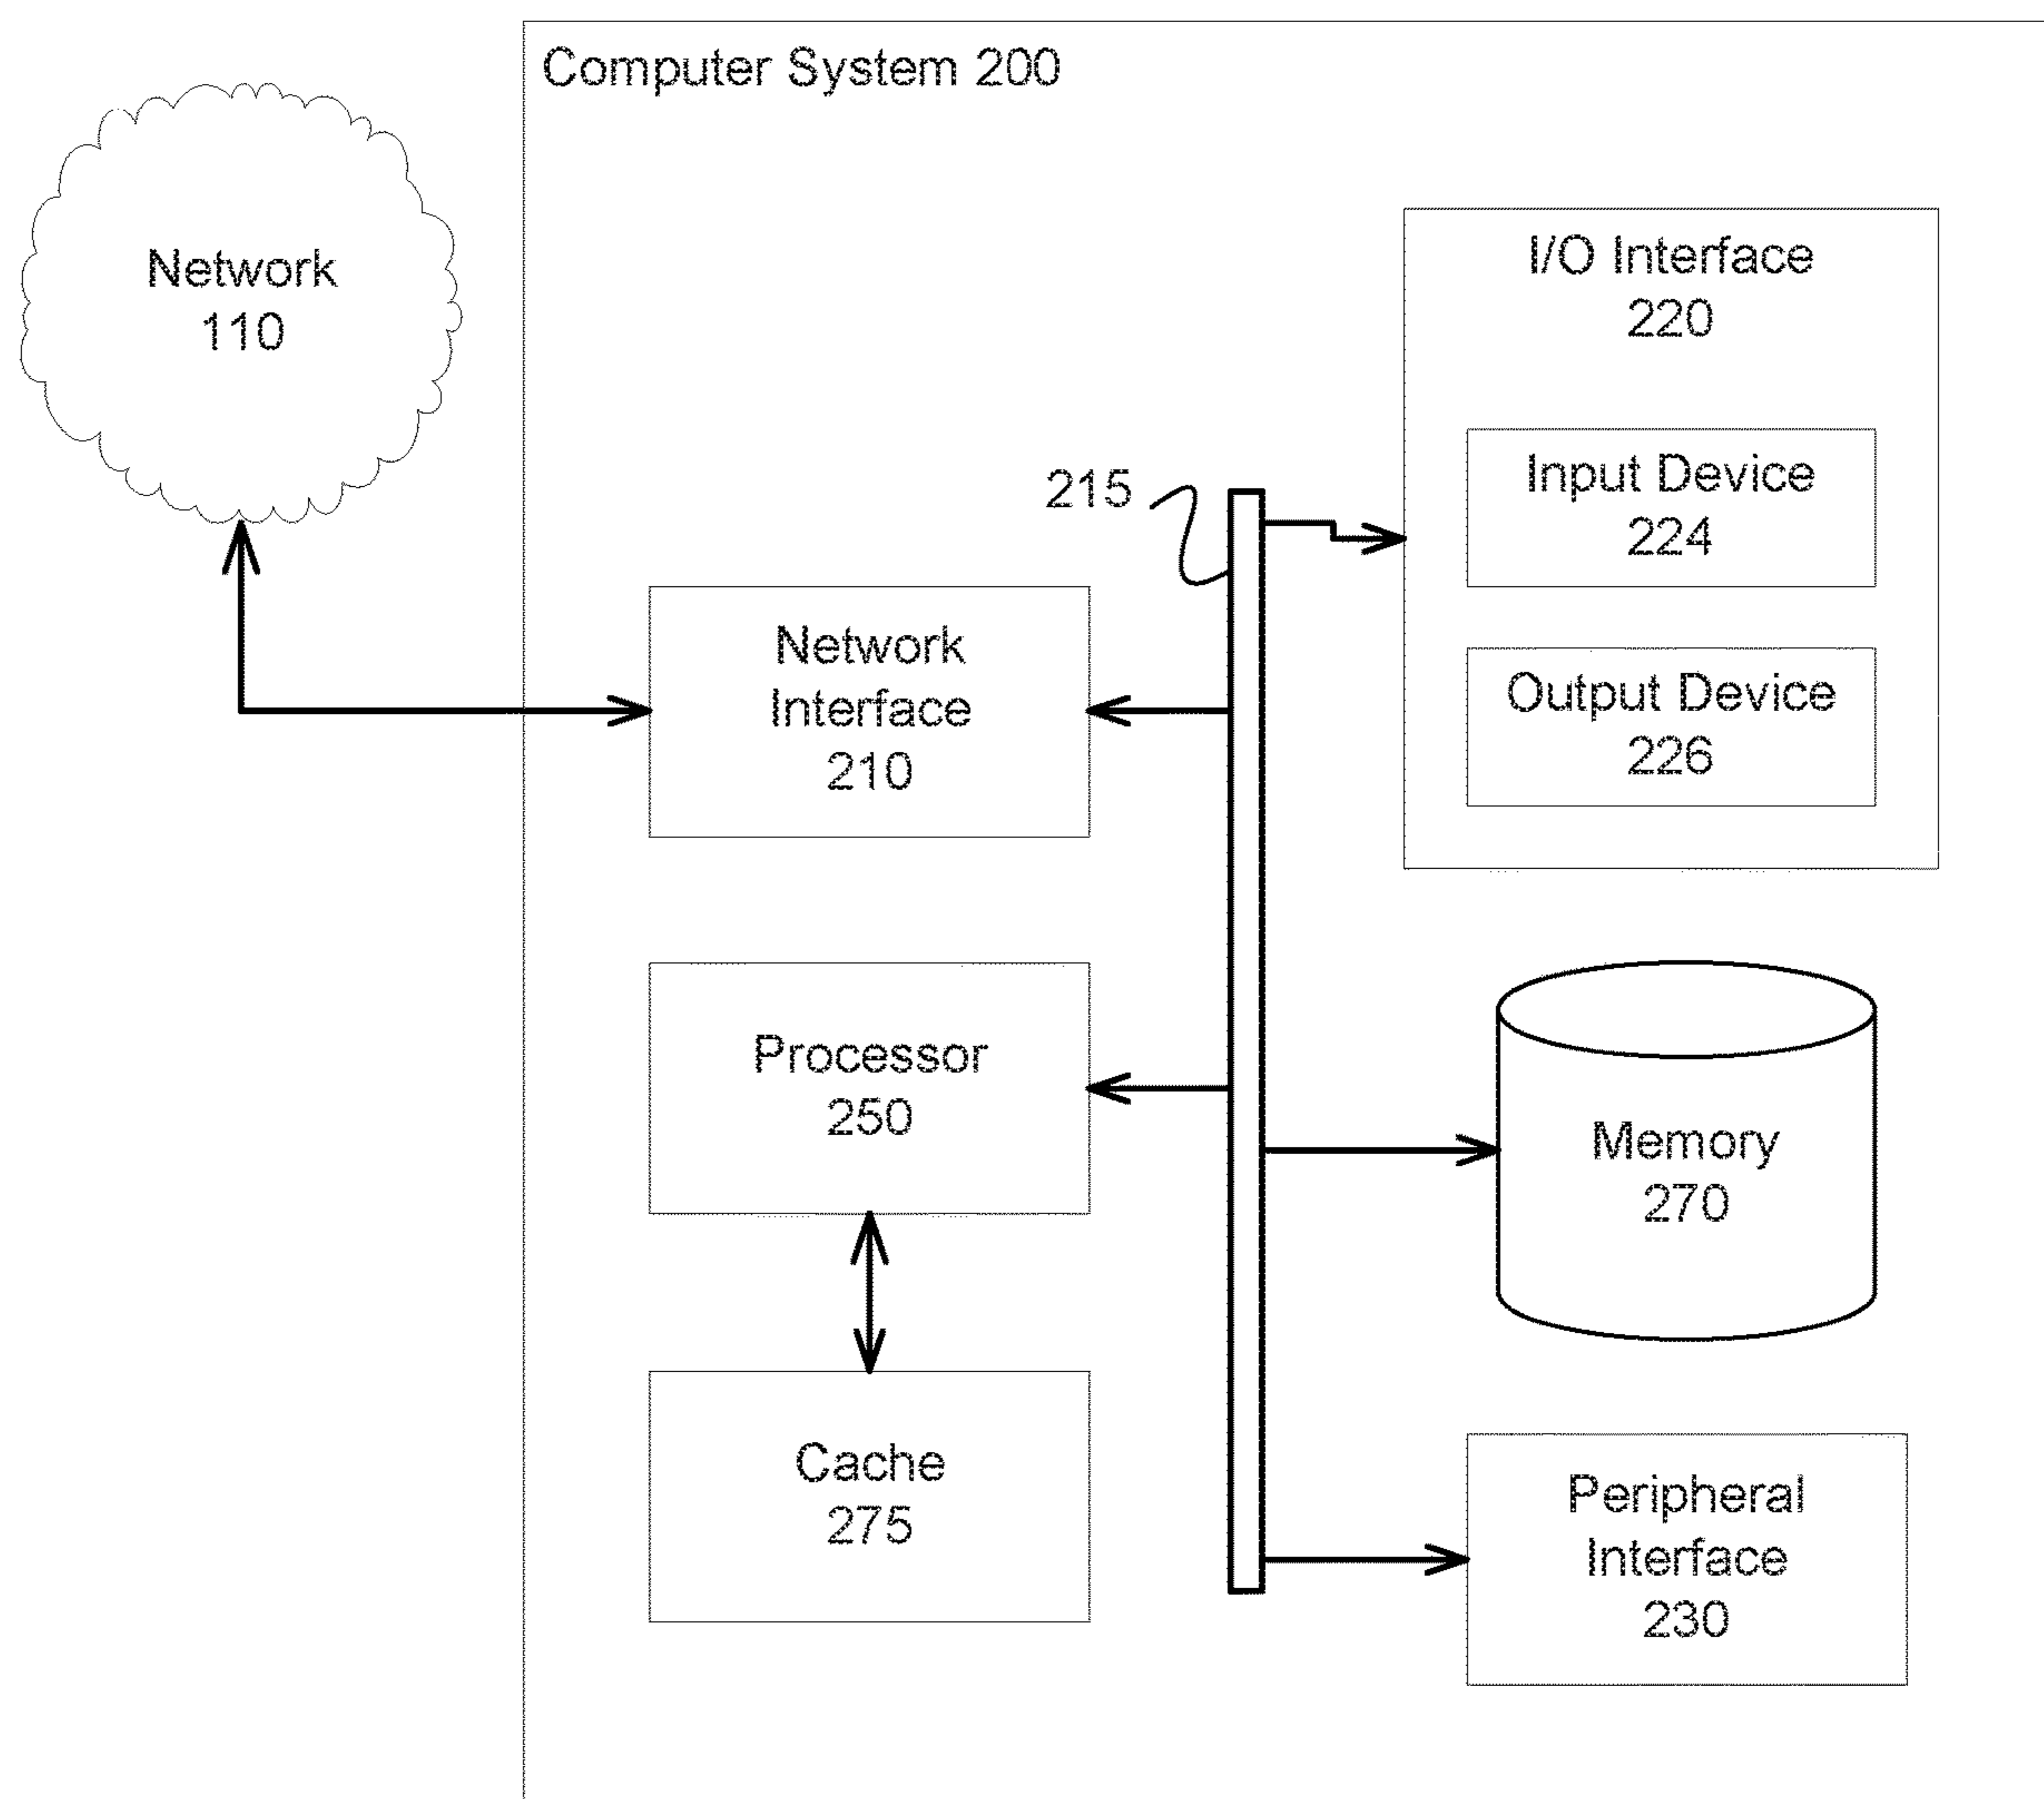 Computer System 200
Network
110
I/O Interface
220
Input Device
224
215
Output Device
226
Network
Interface
210
Processor
250
Memory
270
Cache
275
Peripheral
Interface
230